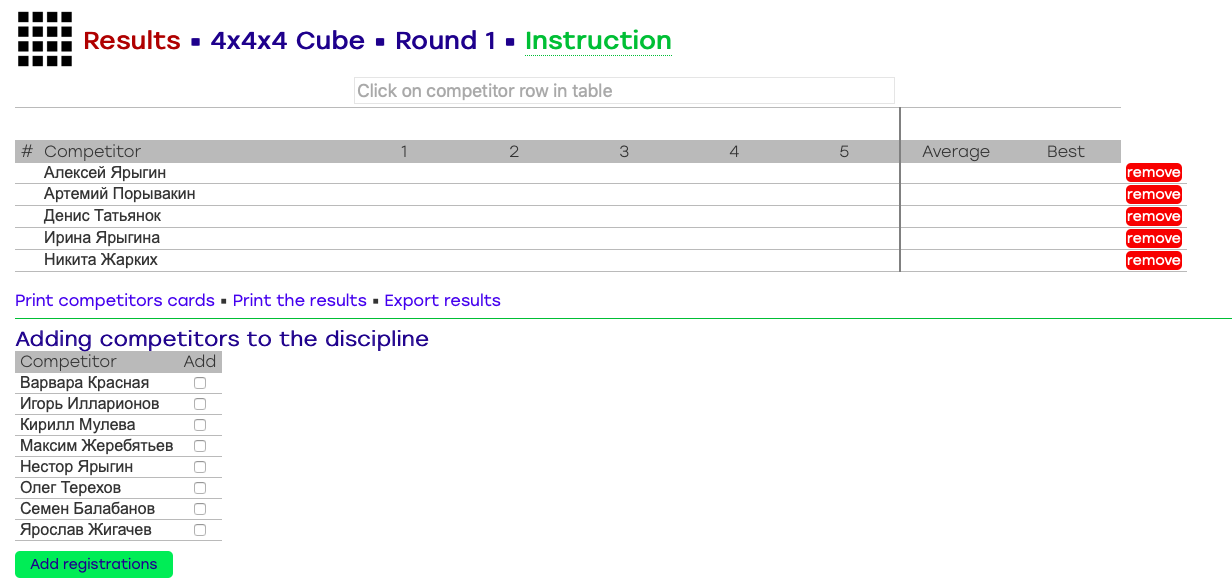 Results ▪ 4x4x4 Cube ▪ Round 1 ▪ Instruction
Click on competitor row in table
# Competitor 1 2 3 4 5 Average Best
Алексей Ярыгин remove
Артемий Порывакин remove
Денис Татьянок remove
Ирина Ярыгина remove
Никита Жарких remove
Print competitors cards ▪ Print the results ▪ Export results
Adding competitors to the discipline
Competitor Add
Варвара Красная
Игорь Илларионов
Кирилл Мулева
Максим Жеребятьев
Нестор Ярыгин
Олег Терехов
Семен Балабанов
Ярослав Жигачев
Add registrations